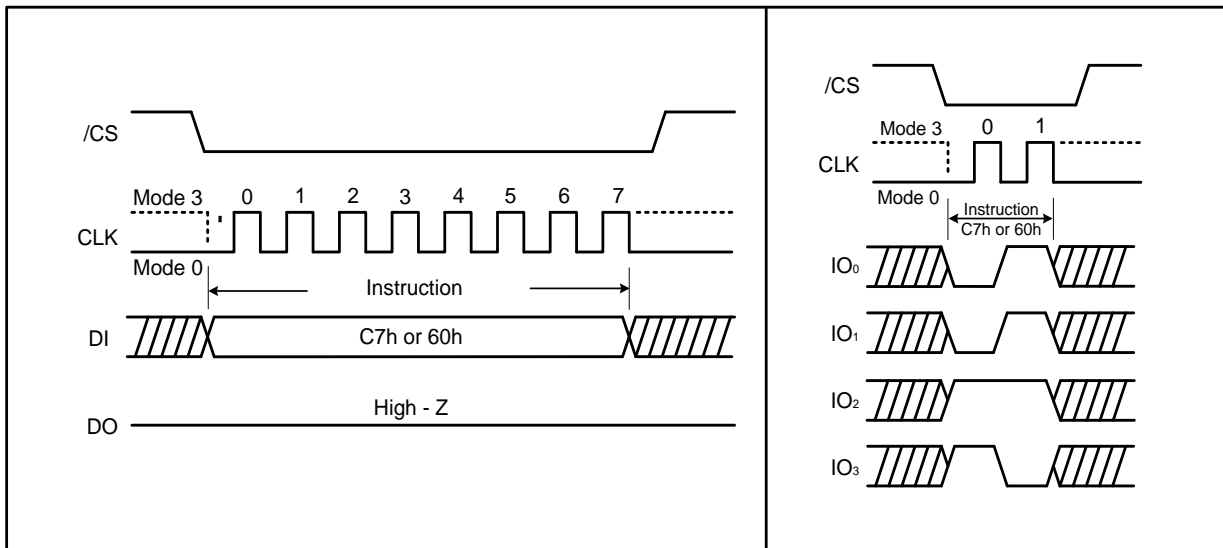 /CS
Mode 3 0 1 2 3 4 5 6 7
CLK
Mode 0
Instruction
DI C7h or 60h
High - Z
DO
/CS
Mode 3 0 1
CLK
Mode 0
Instruction
C7h or 60h
IO₀
IO₁
IO₂
IO₃